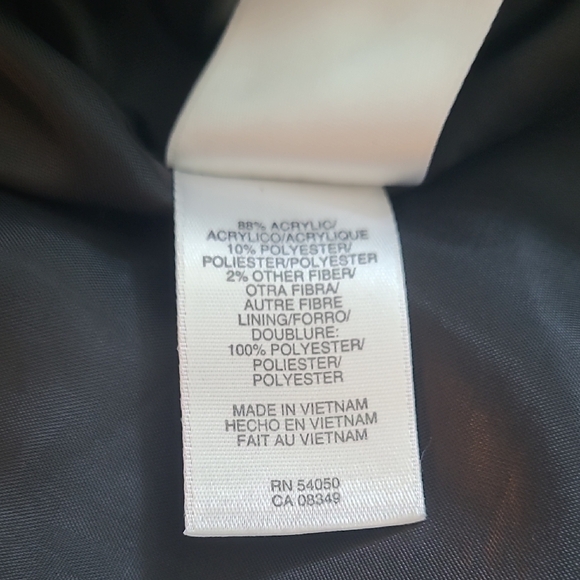 88% ACRYLIC/
ACRYLICO/ACRYLIQUE
10% POLYESTER/
POLIESTER/POLYESTER
2% OTHER FIBER/
OTRA FIBRA/
AUTRE FIBRE
LINING/FORRO/
DOUBLURE:
100% POLYESTER/
POLIESTER/
POLYESTER
MADE IN VIETNAM
HECHO EN VIETNAM
FAIT AU VIETNAM
RN 54050
CA 08349